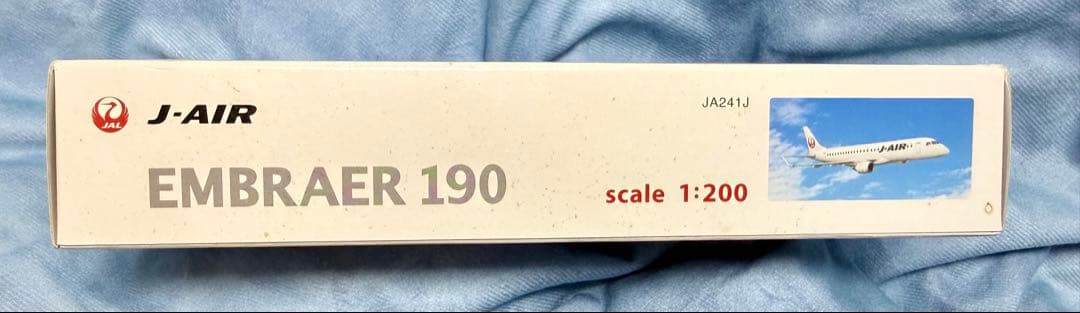 JAL
J-AIR
JA241J
J-AIR
EMBRAER 190
scale 1:200